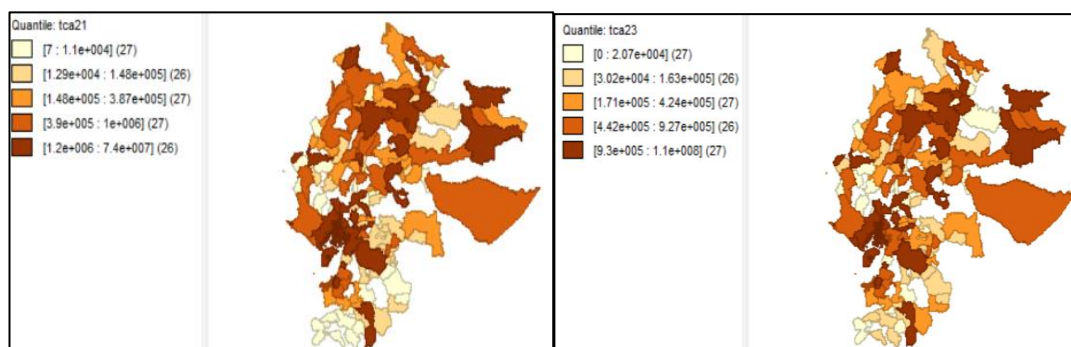 Quantile: tca21
[7 : 1.1e+004] (27)
[1.29e+004 : 1.48e+005] (26)
[1.48e+005 : 3.87e+005] (27)
[3.9e+005 : 1e+006] (27)
[1.2e+006 : 7.4e+007] (26)
Quantile: tca23
[0 : 2.07e+004] (27)
[3.02e+004 : 1.63e+005] (26)
[1.71e+005 : 4.24e+005] (27)
[4.42e+005 : 9.27e+005] (26)
[9.3e+005 : 1.1e+008] (27)